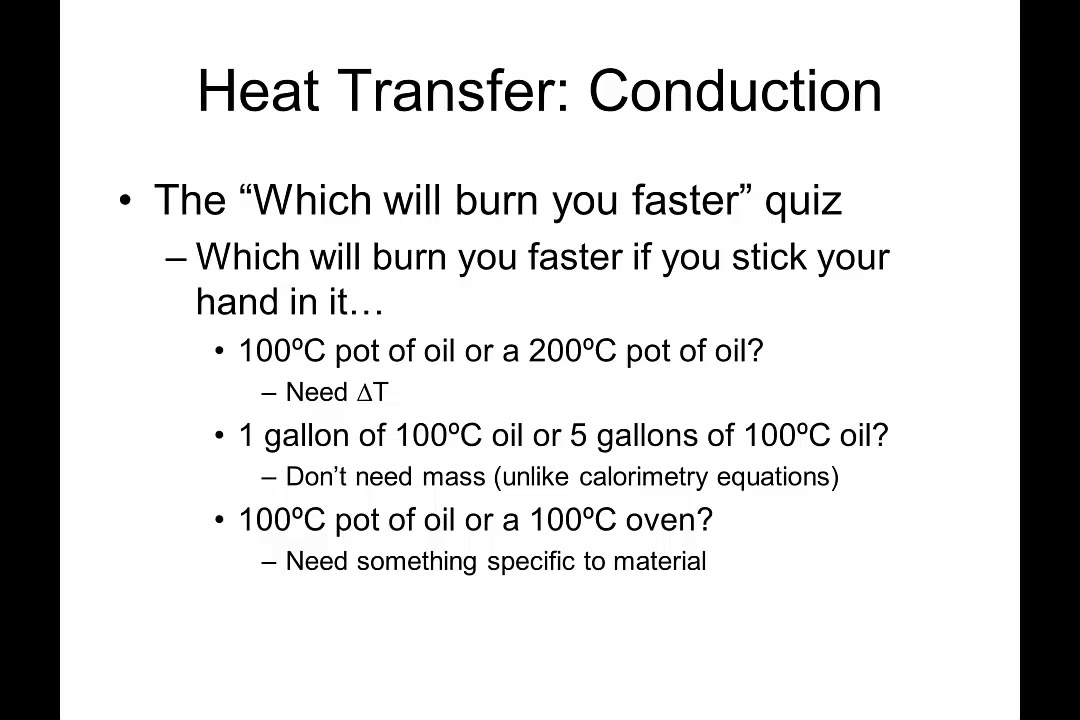 Heat Transfer: Conduction
• The “Which will burn you faster” quiz
– Which will burn you faster if you stick your
hand in it…
• 100ºC pot of oil or a 200ºC pot of oil?
– Need ∆T
• 1 gallon of 100ºC oil or 5 gallons of 100ºC oil?
– Don’t need mass (unlike calorimetry equations)
• 100ºC pot of oil or a 100ºC oven?
– Need something specific to material